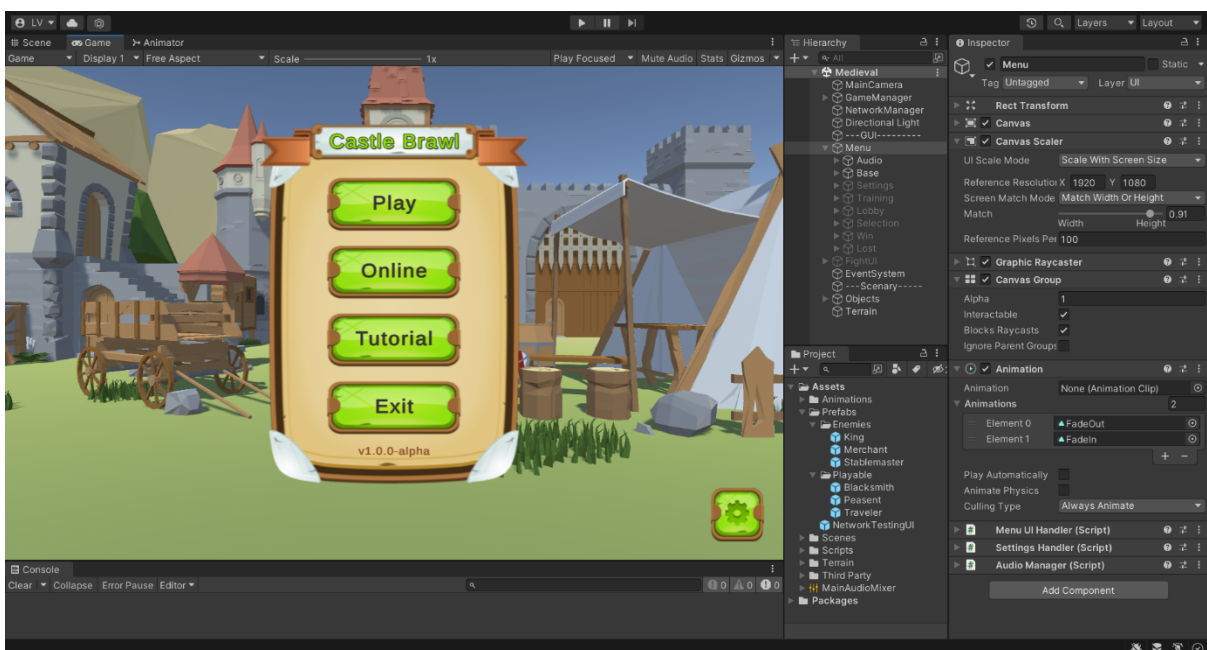 LV
Layers
Layout
Scene
Game
Animator
Game
Display 1
Free Aspect
Scale
1x
Play Focused
Mute Audio
Stats
Gizmos
Castle Brawl
Play
Online
Tutorial
Exit
v1.0.0-alpha
Console
Clear
Collapse
Error Pause
Editor
0
0
0
Hierarchy
All
Medieval
MainCamera
GameManager
NetworkManager
Directional Light
---GUI---------
Menu
Audio
Base
Settings
Training
Lobby
Selection
Win
Lost
FightUI
EventSystem
---Scenary-----
Objects
Terrain
Project
Assets
Animations
Prefabs
Enemies
King
Merchant
Stablemaster
Playable
Blacksmith
Peasent
Traveler
NetworkTestingUI
Scenes
Scripts
Terrain
Third Party
MainAudioMixer
Packages
Inspector
Menu
Static
Tag Untagged
Layer UI
Rect Transform
Canvas
Canvas Scaler
UI Scale Mode Scale With Screen Size
Reference Resolution X 1920 Y 1080
Screen Match Mode Match Width Or Height
Match 0.91
Width Height
Reference Pixels Per 100
Graphic Raycaster
Canvas Group
Alpha 1
Interactable
Blocks Raycasts
Ignore Parent Groups
Animation
Animation None (Animation Clip)
Animations 2
Element 0 FadeOut
Element 1 FadeIn
+ −
Play Automatically
Animate Physics
Culling Type Always Animate
Menu UI Handler (Script)
Settings Handler (Script)
Audio Manager (Script)
Add Component